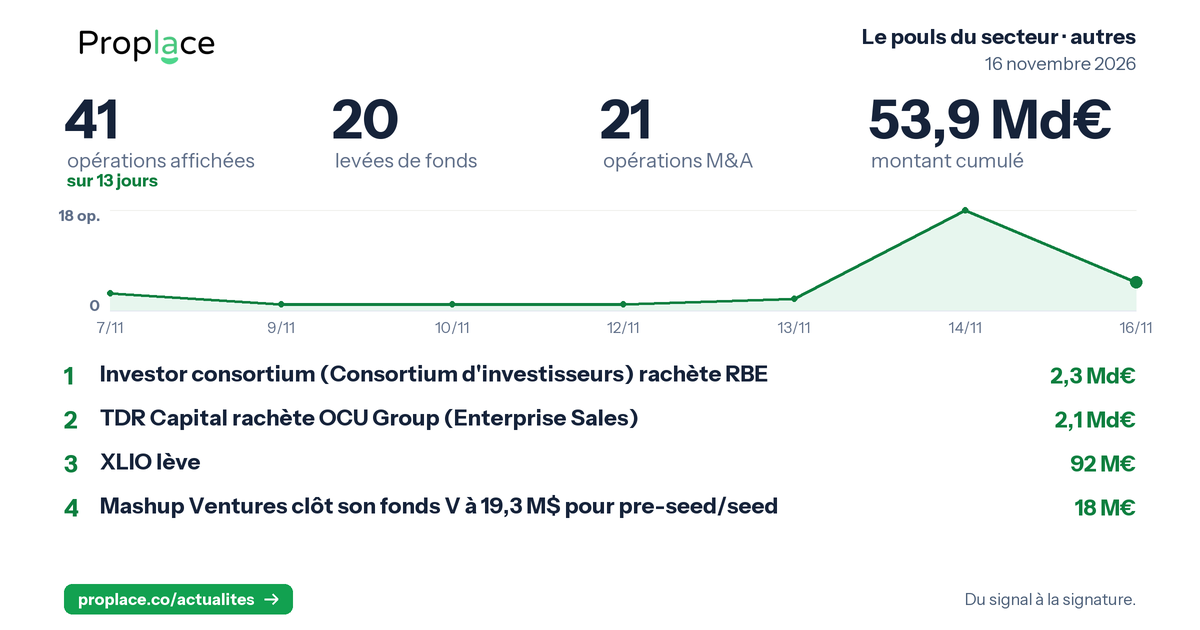 Proplace
Le pouls du secteur · autres
16 novembre 2026
41
opérations affichées
sur 13 jours
20
levées de fonds
21
opérations M&A
53,9 Md€
montant cumulé
18 op.
0
7/11 9/11 10/11 12/11 13/11 14/11 16/11
1 Investor consortium (Consortium d'investisseurs) rachète RBE 2,3 Md€
2 TDR Capital rachète OCU Group (Enterprise Sales) 2,1 Md€
3 XLIO lève 92 M€
4 Mashup Ventures clôt son fonds V à 19,3 M$ pour pre-seed/seed 18 M€
proplace.co/actualites →
Du signal à la signature.